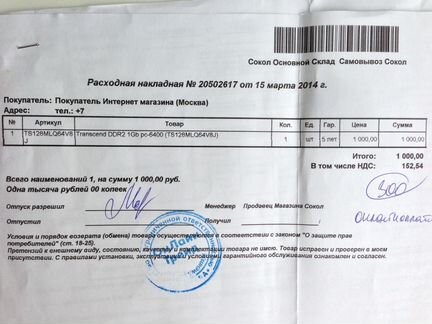 Сокол Основной Склад Самовывоз Сокол
Расходная накладная № 20502617 от 15 марта 2014 г.
Покупатель: Покупатель Интернет магазина (Москва)
Адрес: тел.: +7
№ Артикул Товар Кол. Ед. Гар. Цена Сумма
1 TS128MLQ64V8J Transcend DDR2 1Gb pc-6400 (TS128MLQ64V8J) 1 шт 5 лет 1 000,00 1 000,00
Итого: 1 000,00
В том числе НДС: 152,54
Всего наименований 1, на сумму 1 000,00 руб.
Одна тысяча рублей 00 копеек
300
Отпуск разрешил Менеджер Продавец Магазина Сокол
Отпустил Получил
ОнЛайн Трейд
Условия и порядок возврата (обмена) товара осуществляются в соответствии с законом "О защите прав
потребителей" (ст. 18-25).
Претензий к внешнему виду, состоянию, качеству и комплектации товара не имею. Товар исправен и проверен в моем
присутствии. С правилами установки, эксплуатации и условиями гарантийного обслуживания ознакомлен и согласен.